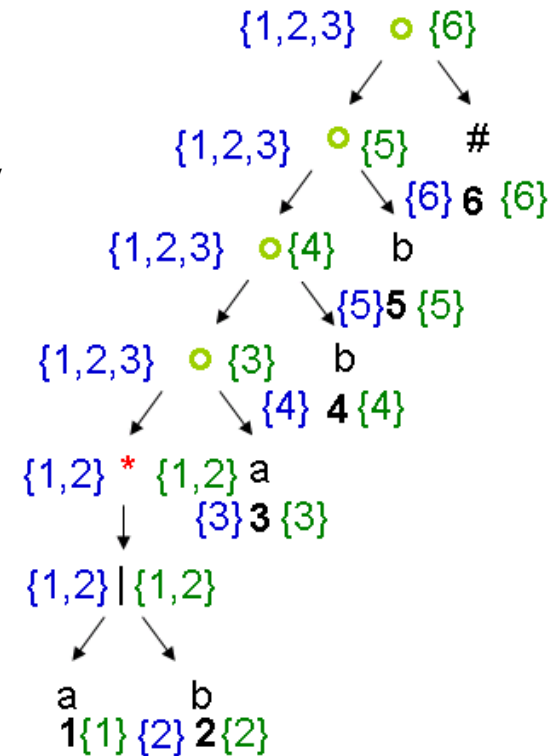 {1,2,3} {6}
{1,2,3} {5} #
{6} 6 {6}
{1,2,3} {4} b
{5} 5 {5}
{1,2,3} {3} b
{4} 4 {4}
{1,2} * {1,2} a
{3} 3 {3}
{1,2} | {1,2}
a b
1 {1} {2} 2 {2}